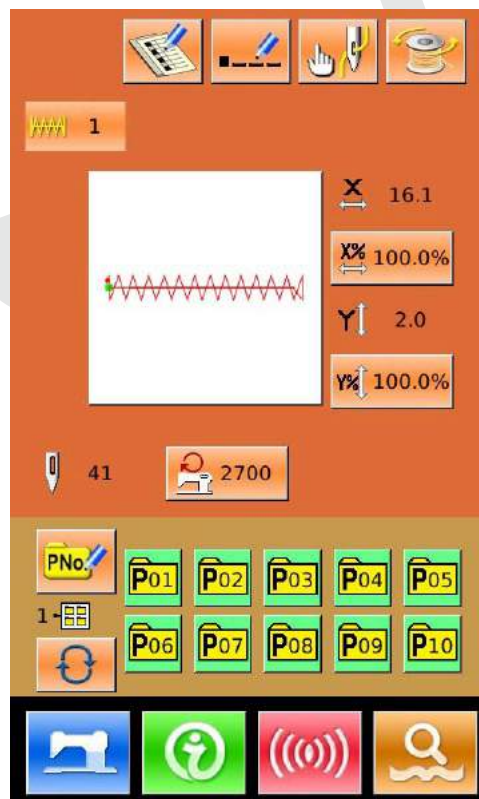 1
X 16.1
X% 100.0%
Y 2.0
Y% 100.0%
41 2700
PNo.
P01 P02 P03 P04 P05
1-
P06 P07 P08 P09 P10